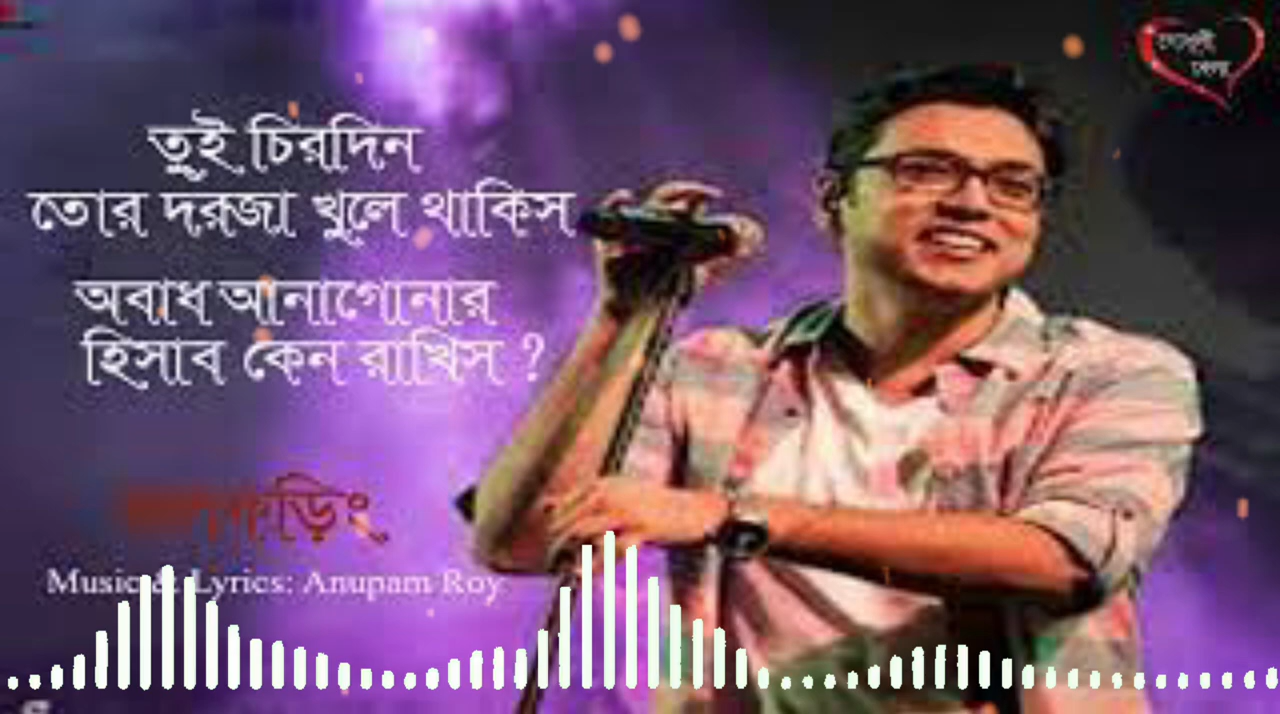 তুই চিরদিন
তোর দরজা খুলে থাকিস
অবাধ আনাগোনার
হিসাব কেন রাখিস ?
Music & Lyrics: Anupam Roy